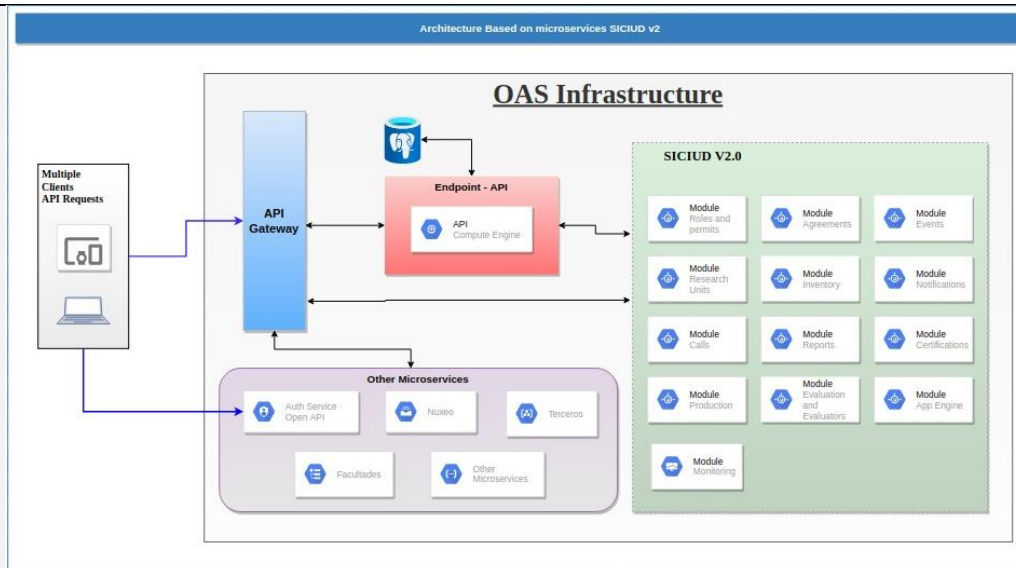 Architecture Based on microservices SICIUD v2
OAS Infrastructure
Multiple
Clients
API Requests
API
Gateway
Endpoint - API
API
Compute Engine
Other Microservices
Auth Service
Open API
Nuxeo
Terceros
Facultades
Other
Microservices
SICIUD V2.0
Module
Roles and
permits
Module
Agreements
Module
Events
Module
Research
Units
Module
Inventory
Module
Notifications
Module
Calls
Module
Reports
Module
Certifications
Module
Production
Module
Evaluation
and
Evaluators
Module
App Engine
Module
Monitoring